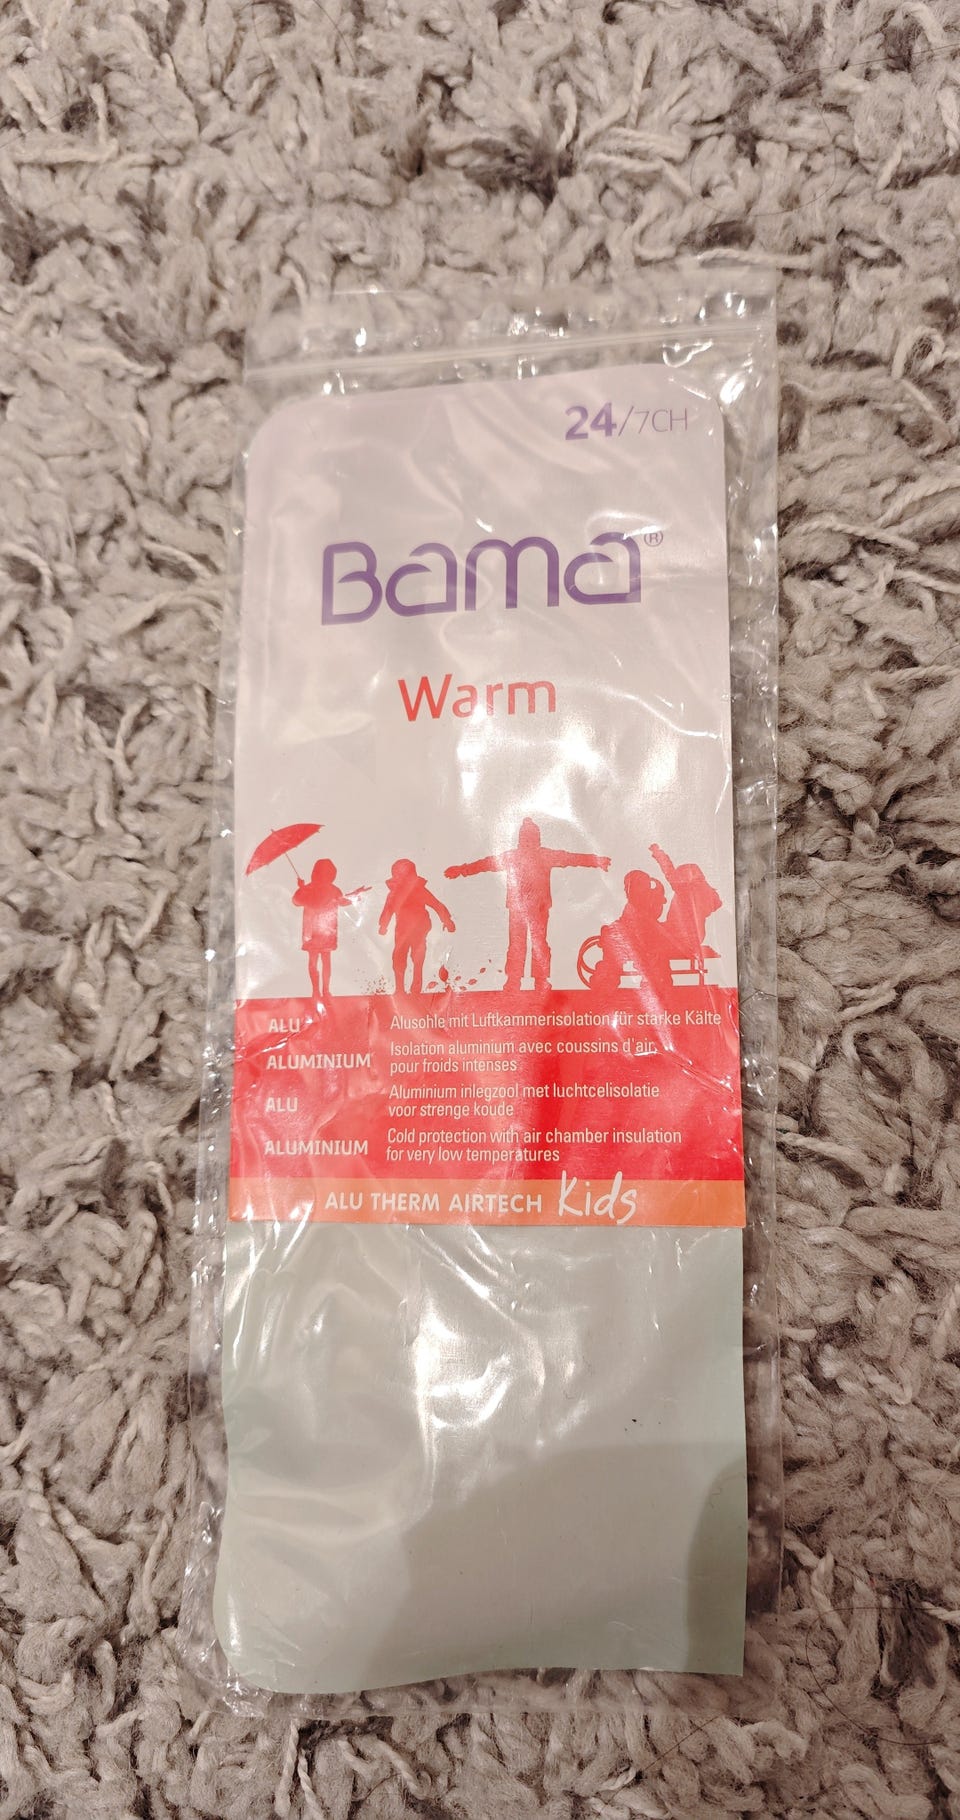 24/7CH
Bama®
Warm
ALU Alusohle mit Luftkammerisolation für starke Kälte
ALUMINIUM Isolation aluminium avec coussins d'air,
pour froids intenses
ALU Aluminium inlegzool met luchtcelisolatie
voor strenge koude
ALUMINIUM Cold protection with air chamber insulation
for very low temperatures
ALU THERM AIRTECH Kids